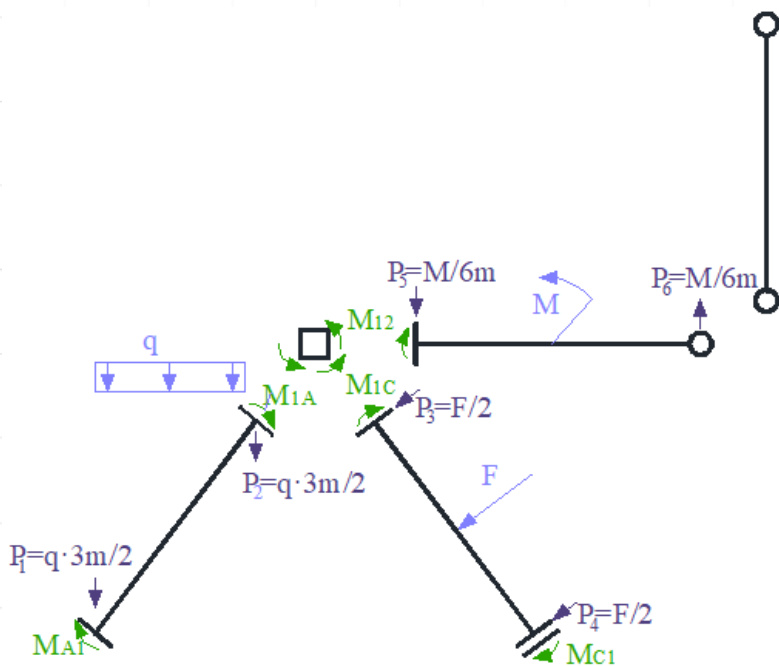 P5=M/6m
P6=M/6m
M
M12
q
M1A
M1C
P3=F/2
P2=q·3m/2
F
P1=q·3m/2
P4=F/2
MA1
MC1